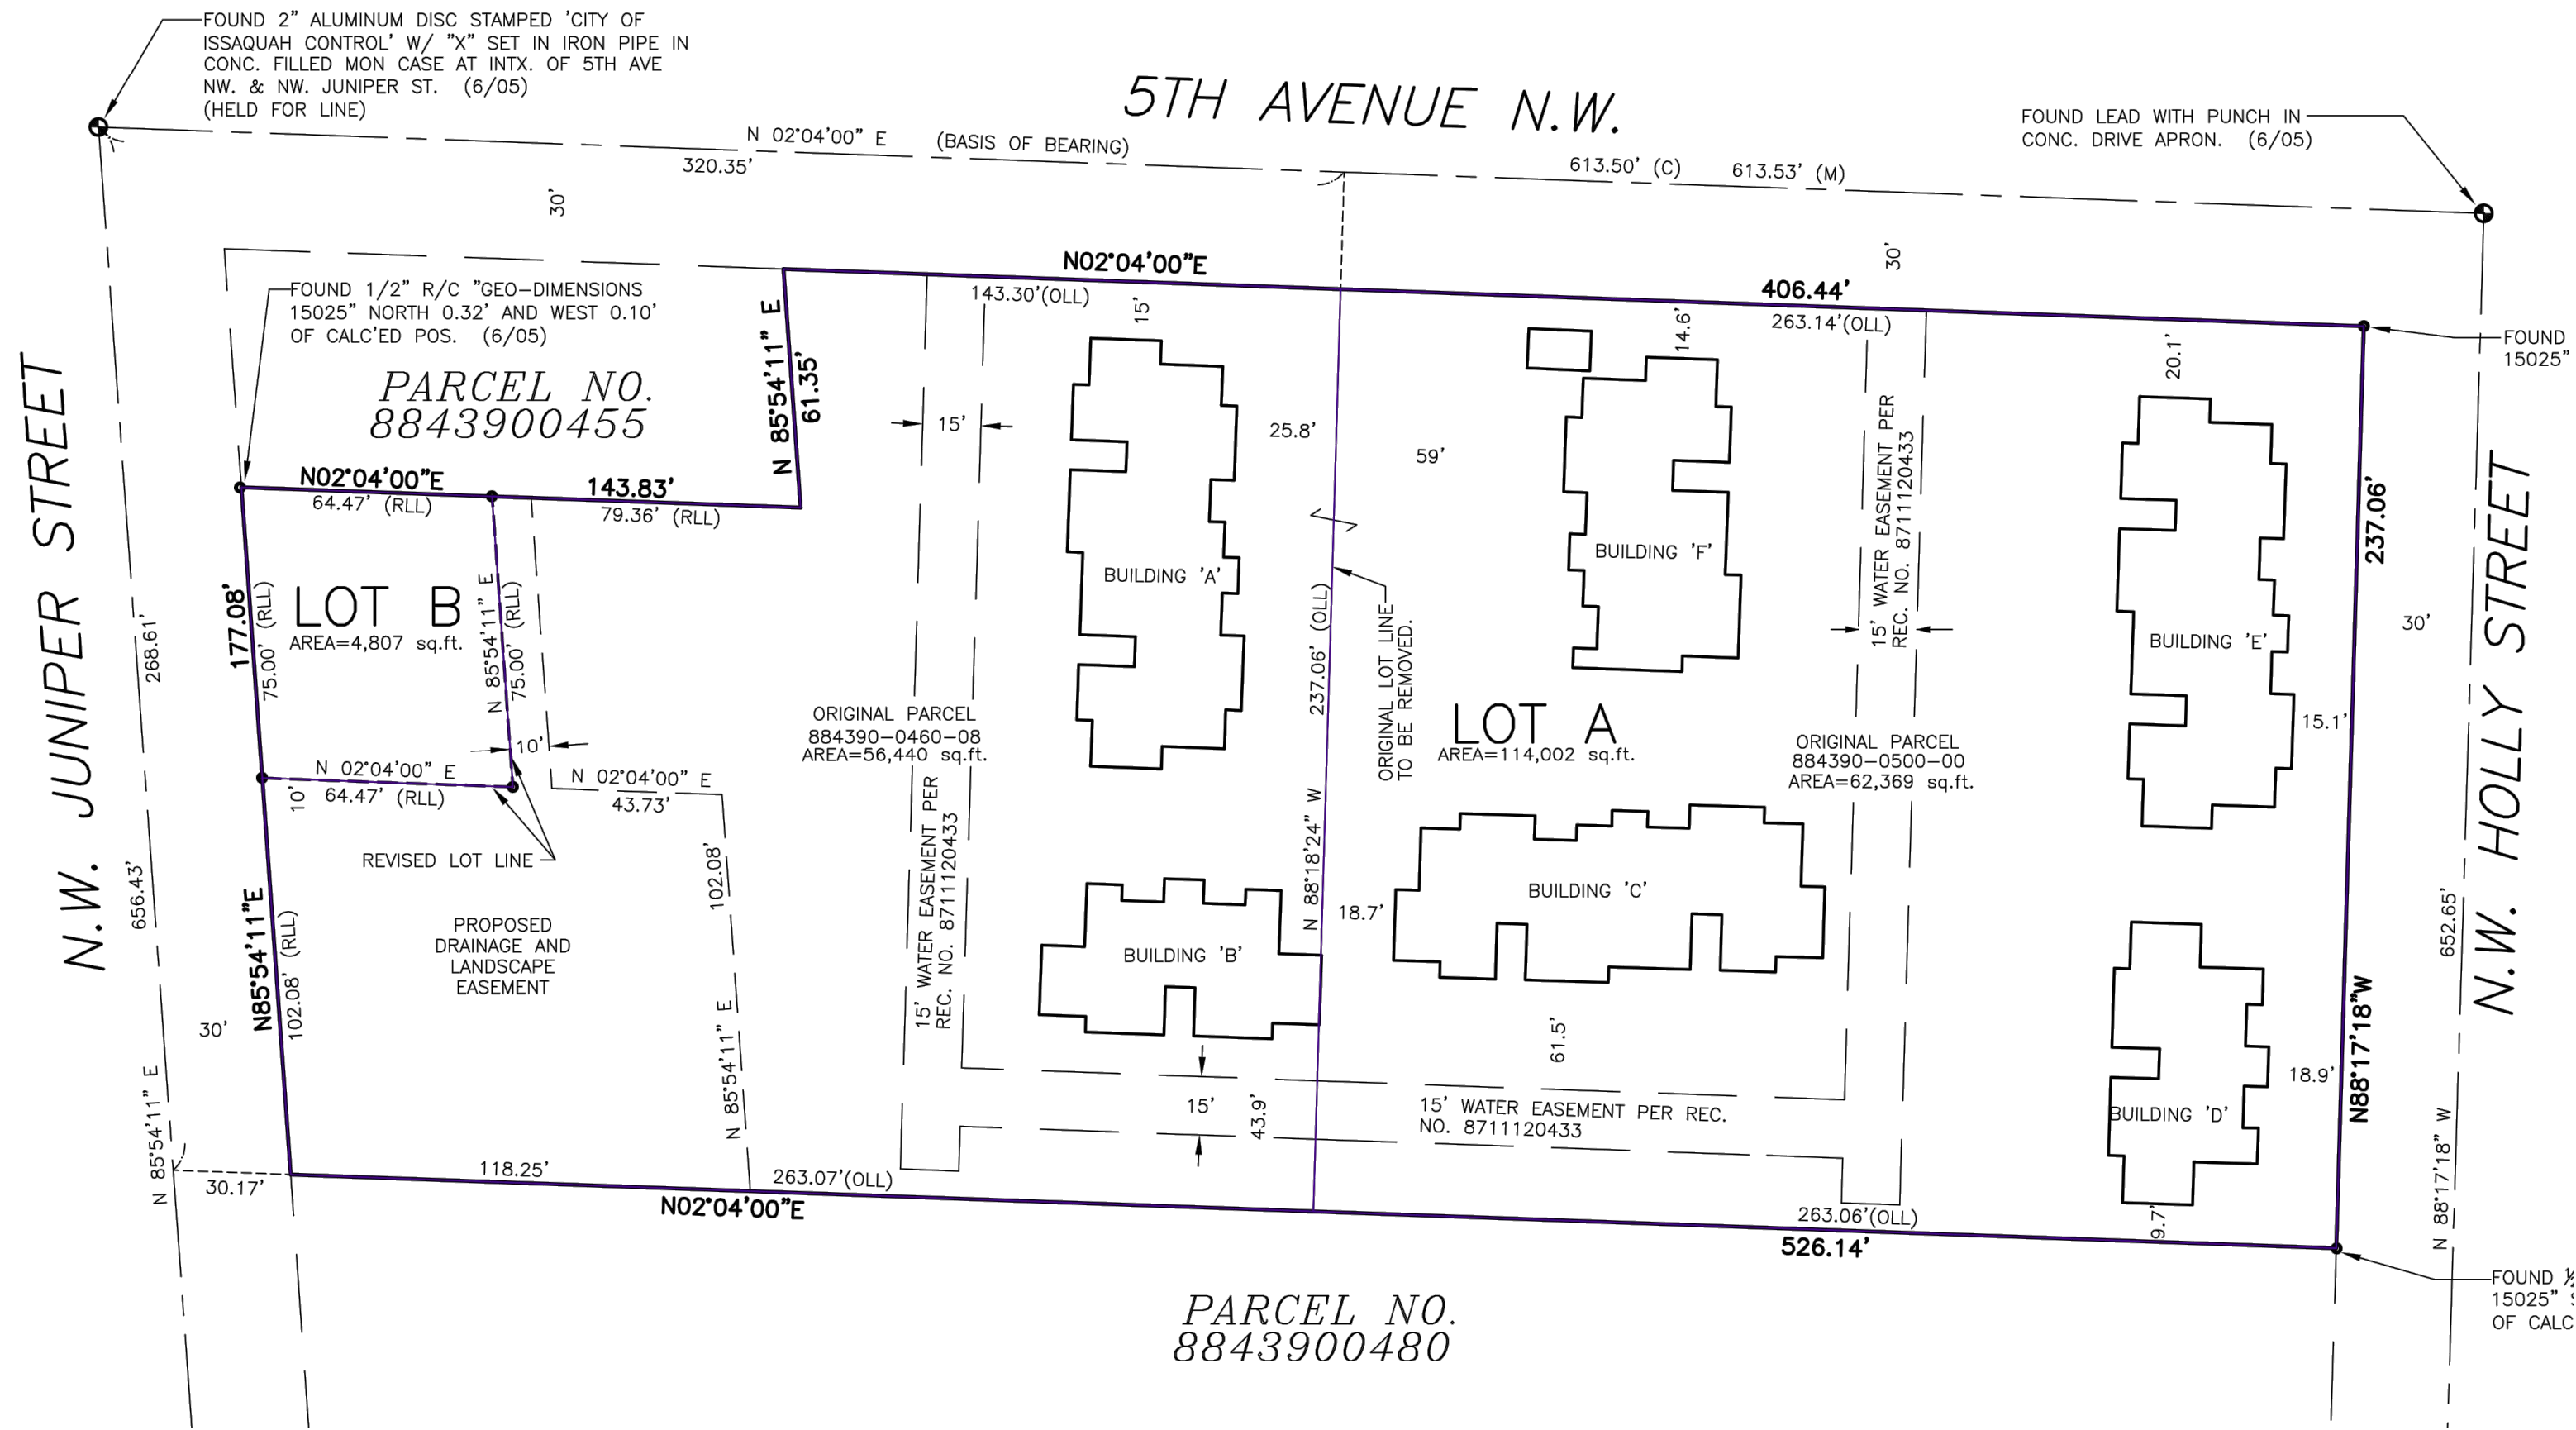 FOUND 2" ALUMINUM DISC STAMPED 'CITY OF
ISSAQUAH CONTROL' W/ "X" SET IN IRON PIPE IN
CONC. FILLED MON CASE AT INTX. OF 5TH AVE
NW. & NW. JUNIPER ST. (6/05)
(HELD FOR LINE)
5TH AVENUE N.W.
FOUND LEAD WITH PUNCH IN
CONC. DRIVE APRON. (6/05)
N 02°04'00" E (BASIS OF BEARING)
320.35'
613.50' (C) 613.53' (M)
30'
30'
N02°04'00"E
406.44'
143.30'(OLL)
263.14'(OLL)
FOUND 1/2" R/C "GEO-DIMENSIONS
15025" NORTH 0.32' AND WEST 0.10'
OF CALC'ED POS. (6/05)
FOUND
15025"
PARCEL NO.
8843900455
N 85°54'11" E
61.35'
15'
15'
25.8'
59'
14.6'
20.1'
N02°04'00"E
143.83'
64.47' (RLL)
79.36' (RLL)
N.W. JUNIPER STREET
268.61'
656.43'
N 85°54'11" E
30'
30.17'
177.08'
75.00' (RLL)
LOT B
AREA=4,807 sq.ft.
N 85°54'11" E
75.00' (RLL)
10'
N 02°04'00" E
64.47' (RLL)
10'
N 02°04'00" E
43.73'
REVISED LOT LINE
N85°54'11"E
102.08' (RLL)
PROPOSED
DRAINAGE AND
LANDSCAPE
EASEMENT
102.08'
N 85°54'11" E
ORIGINAL PARCEL
884390-0460-08
AREA=56,440 sq.ft.
15' WATER EASEMENT PER
REC. NO. 8711120433
BUILDING 'A'
BUILDING 'B'
237.06' (OLL)
N 88°18'24" W
ORIGINAL LOT LINE
TO BE REMOVED.
18.7'
BUILDING 'F'
LOT A
AREA=114,002 sq.ft.
BUILDING 'C'
15' WATER EASEMENT PER
REC. NO. 8711120433
ORIGINAL PARCEL
884390-0500-00
AREA=62,369 sq.ft.
BUILDING 'E'
15.1'
BUILDING 'D'
18.9'
9.7'
237.06'
N88°17'18"W
30'
N.W. HOLLY STREET
652.65'
N 88°17'18" W
61.5'
15'
43.9'
15' WATER EASEMENT PER REC.
NO. 8711120433
118.25'
263.07'(OLL)
N02°04'00"E
263.06'(OLL)
526.14'
FOUND
15025"
OF CALC
PARCEL NO.
8843900480